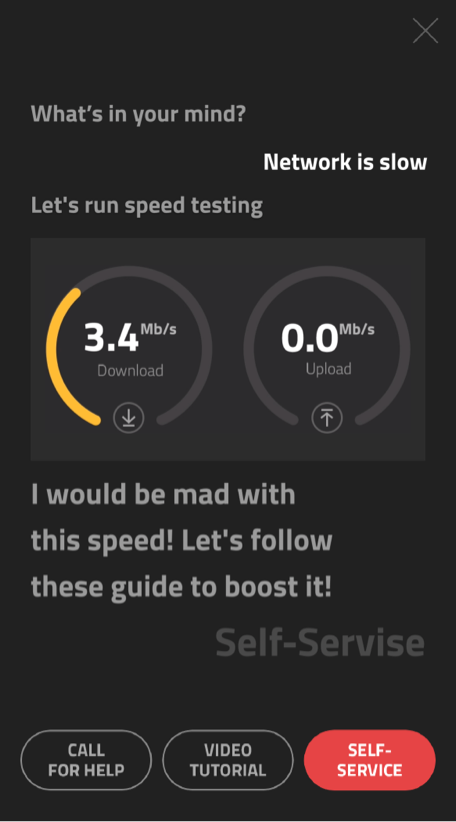 What’s in your mind?
Network is slow
Let's run speed testing
3.4 Mb/s
Download
0.0 Mb/s
Upload
I would be mad with
this speed! Let's follow
these guide to boost it!
Self-Servise
CALL
FOR HELP
VIDEO
TUTORIAL
SELF-
SERVICE